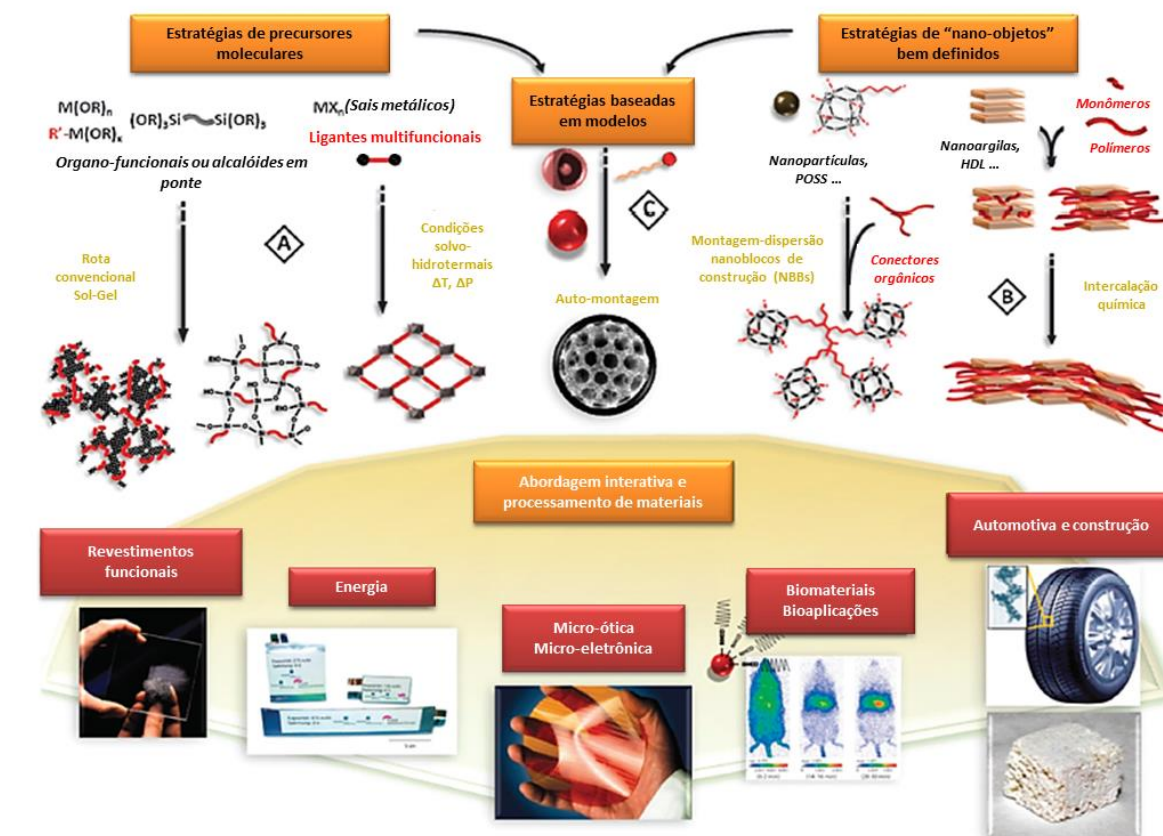 Estratégias de precursores
moleculares
Estratégias de “nano-objetos”
bem definidos
Estratégias baseadas
em modelos
M(OR)n
R’-M(OR)x
(OR)3Si Si(OR)3
Organo-funcionais ou alcalóides em
ponte
MXn(Sais metálicos)
Ligantes multifuncionais
Nanopartículas,
POSS ...
Nanoargilas,
HDL ...
Monômeros
Polímeros
A
Rota
convencional
Sol-Gel
Condições
solvo-
hidrotermais
ΔT, ΔP
C
Auto-montagem
Montagem-dispersão
nanoblocos de
construção (NBBs)
Conectores
orgânicos
B
Intercalação
química
Abordagem interativa e
processamento de materiais
Revestimentos
funcionais
Energia
Micro-ótica
Micro-eletrônica
Biomateriais
Bioaplicações
Automotiva e construção